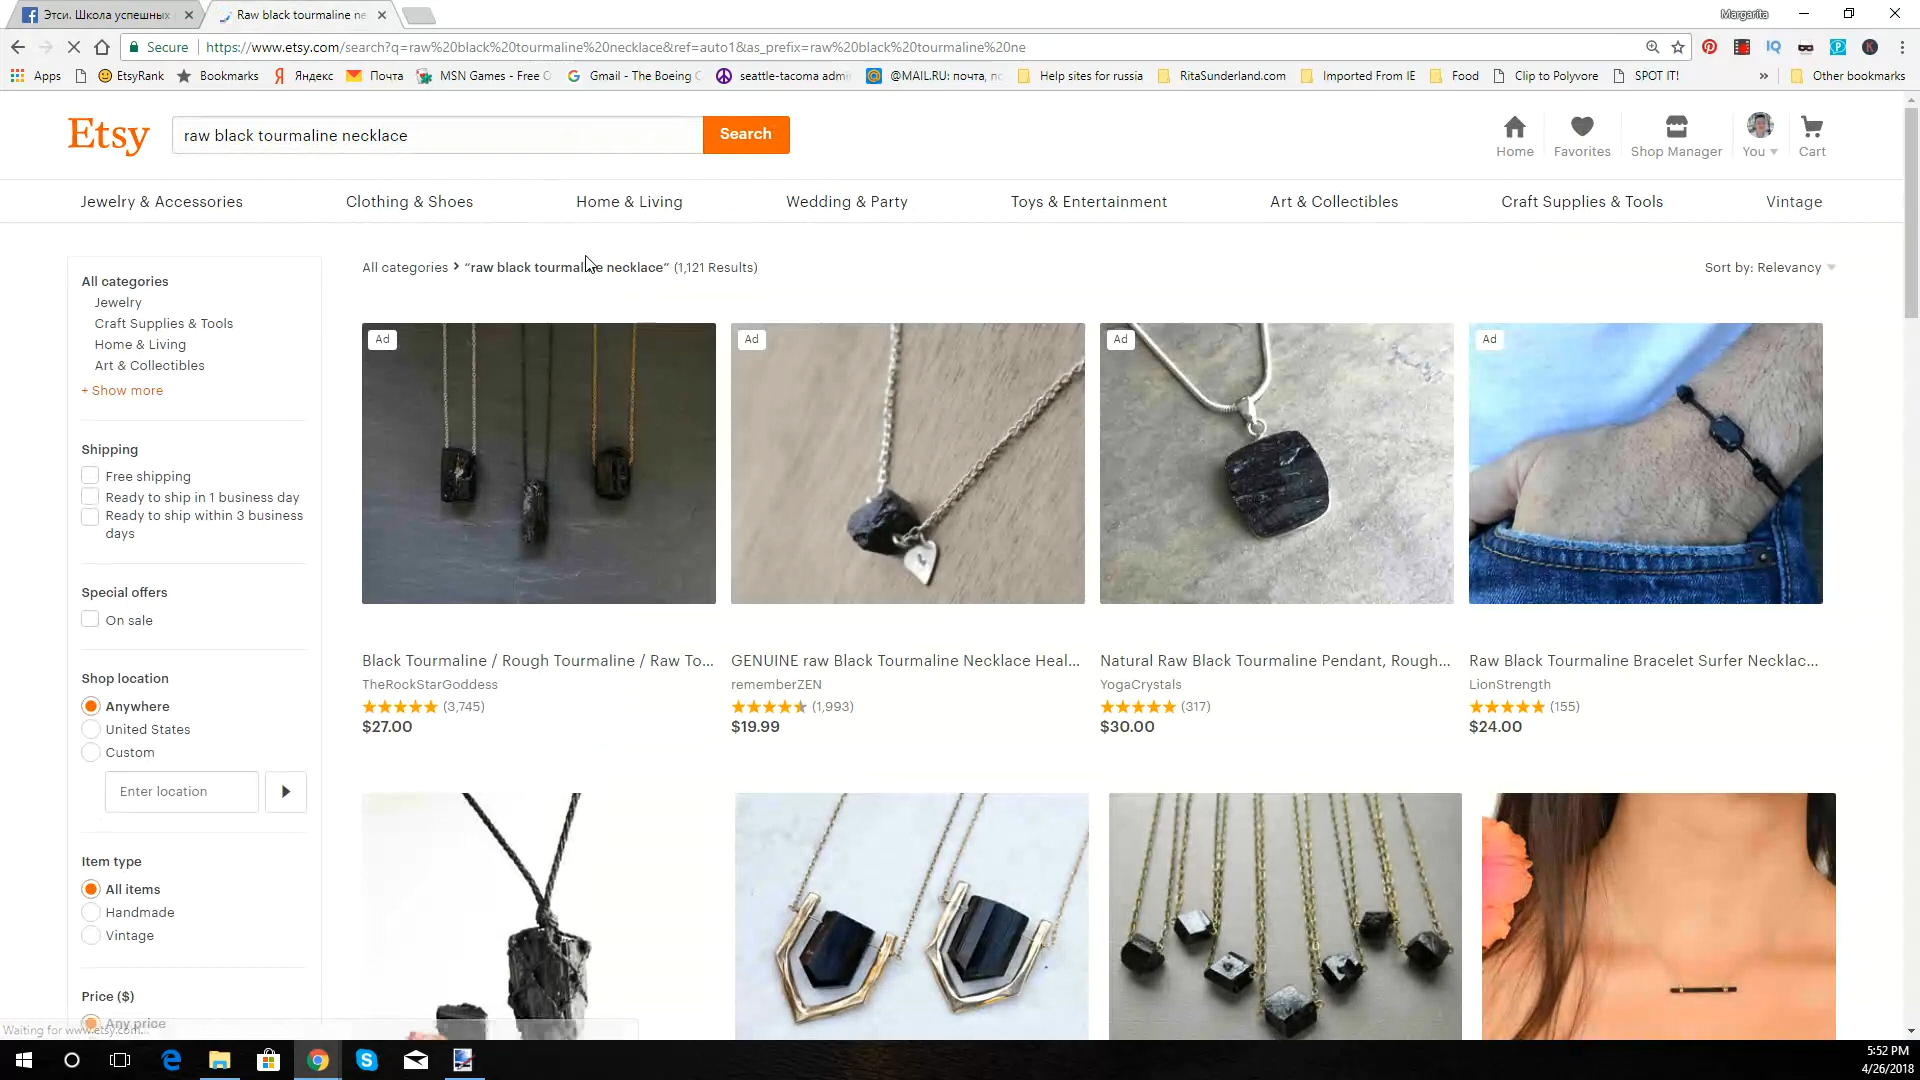 Этси. Школа успешных
Raw black tourmaline ne
Margarita
Secure
https://www.etsy.com/search?q=raw%20black%20tourmaline%20necklace&ref=auto1&as_prefix=raw%20black%20tourmaline%20ne
Apps
EtsyRank
Bookmarks
Яндекс
Почта
MSN Games - Free
Gmail - The Boeing
seattle-tacoma admi
@MAIL.RU: почта,
Help sites for russia
RitaSunderland.com
Imported From IE
Food
Clip to Polyvore
SPOT IT!
»
Other bookmarks
Etsy
raw black tourmaline necklace
Search
Home
Favorites
Shop Manager
You
Cart
Jewelry & Accessories
Clothing & Shoes
Home & Living
Wedding & Party
Toys & Entertainment
Art & Collectibles
Craft Supplies & Tools
Vintage
All categories
Jewelry
Craft Supplies & Tools
Home & Living
Art & Collectibles
+ Show more
Shipping
Free shipping
Ready to ship in 1 business day
Ready to ship within 3 business
days
Special offers
On sale
Shop location
Anywhere
United States
Custom
Enter location
Item type
All items
Handmade
Vintage
Price ($)
Any price
All categories > “raw black tourmaline necklace” (1,121 Results)
Sort by: Relevancy
Ad
Ad
Ad
Ad
Black Tourmaline / Rough Tourmaline / Raw To...
TheRockStarGoddess
(3,745)
$27.00
GENUINE raw Black Tourmaline Necklace Heal...
rememberZEN
(1,993)
$19.99
Natural Raw Black Tourmaline Pendant, Rough...
YogaCrystals
(317)
$30.00
Raw Black Tourmaline Bracelet Surfer Necklac...
LionStrength
(155)
$24.00
Waiting for www.etsy.com...
5:52 PM
4/26/2018